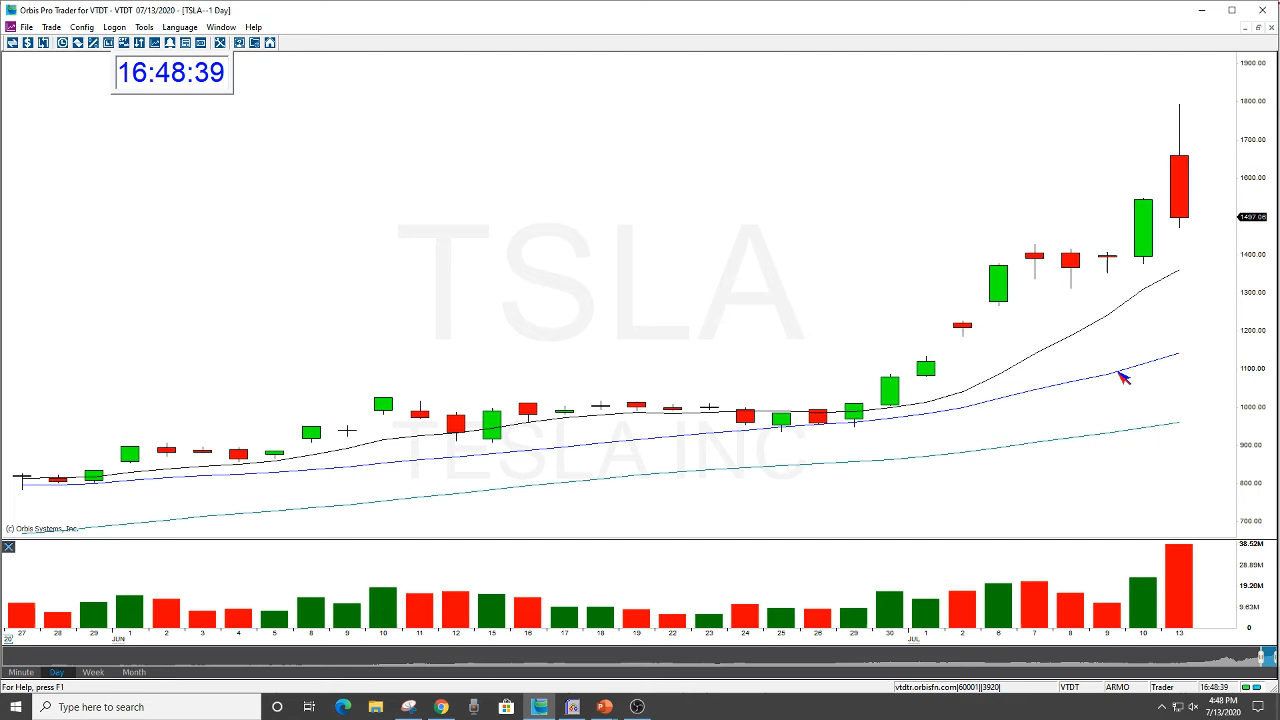 Orbis Pro Trader for VTDT - VTDT 07/13/2020 - [TSLA--1 Day]
File Trade Config Logon Tools Language Window Help
16:48:39
TSLA
TESLA INC
1900.00
1800.00
1700.00
1600.00
1497.06
1400.00
1300.00
1200.00
1100.00
1000.00
900.00
800.00
700.00
(c) Orbis Systems, Inc.
38.52M
28.89M
19.26M
9.63M
0
27 28 29 1 2 3 4 5 8 9 10 11 12 15 16 17 18 19 22 23 24 25 26 29 30 1 2 6 7 8 9 10 13
20 JUN JUL
Minute Day Week Month
For Help, press F1 vtdtr.orbisfn.com|60001||3920| VTDT ARMO Trader 16:48:39
Type here to search
4:48 PM
7/13/2020